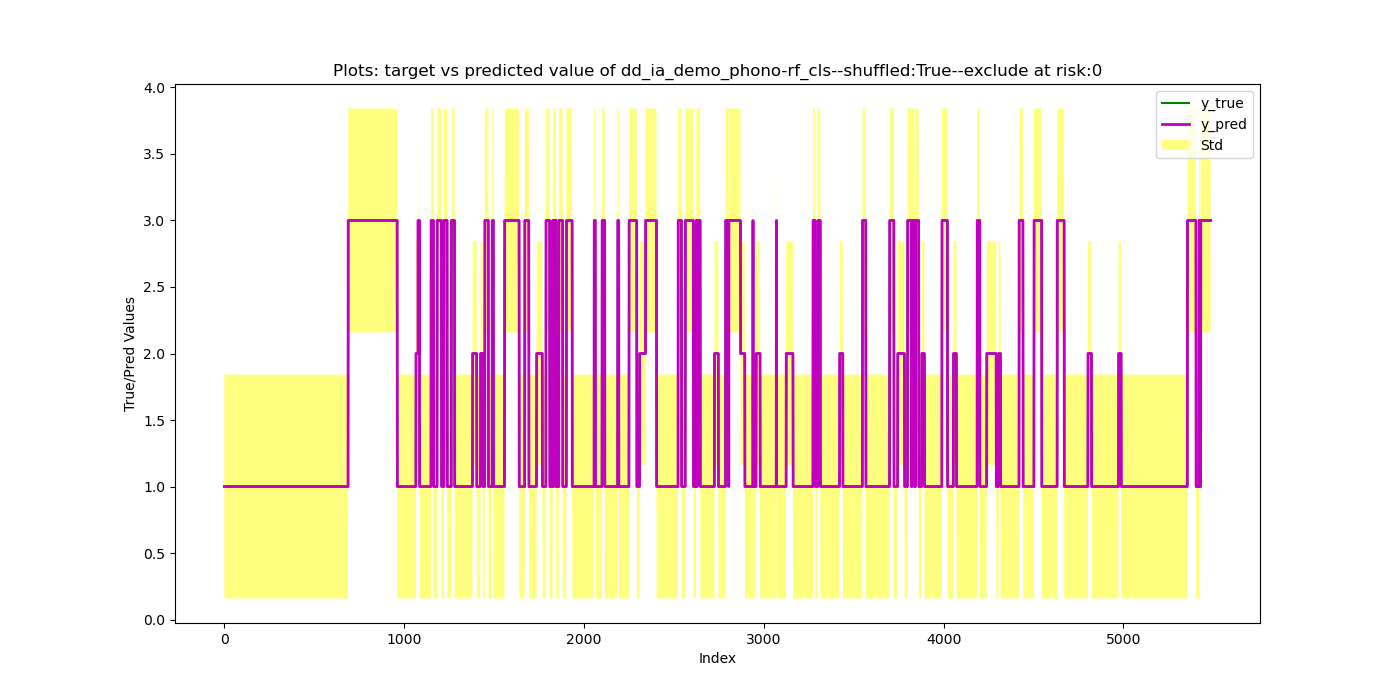 Plots: target vs predicted value of dd_ia_demo_phono-rf_cls--shuffled:True--exclude at risk:0
y_true
y_pred
Std
True/Pred Values
4.0
3.5
3.0
2.5
2.0
1.5
1.0
0.5
0.0
0 1000 2000 3000 4000 5000
Index